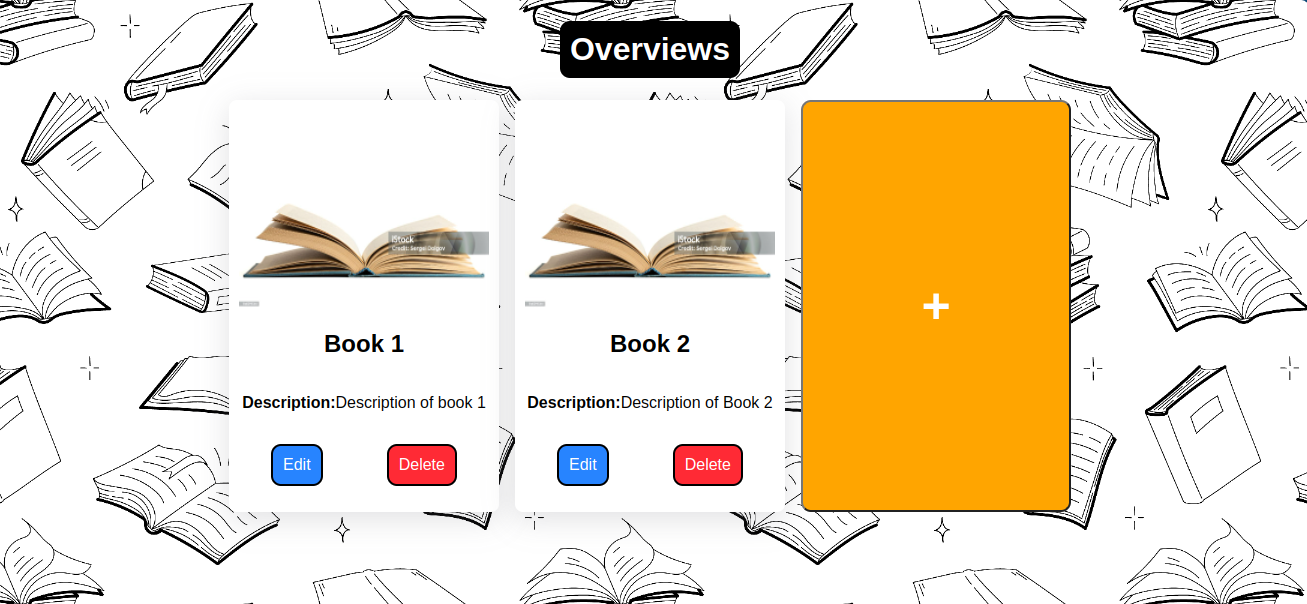 Overviews
iStock
Credit: Sergei Dolgov
Book 1
Description:Description of book 1
Edit
Delete
iStock
Credit: Sergei Dolgov
Book 2
Description:Description of Book 2
Edit
Delete
+